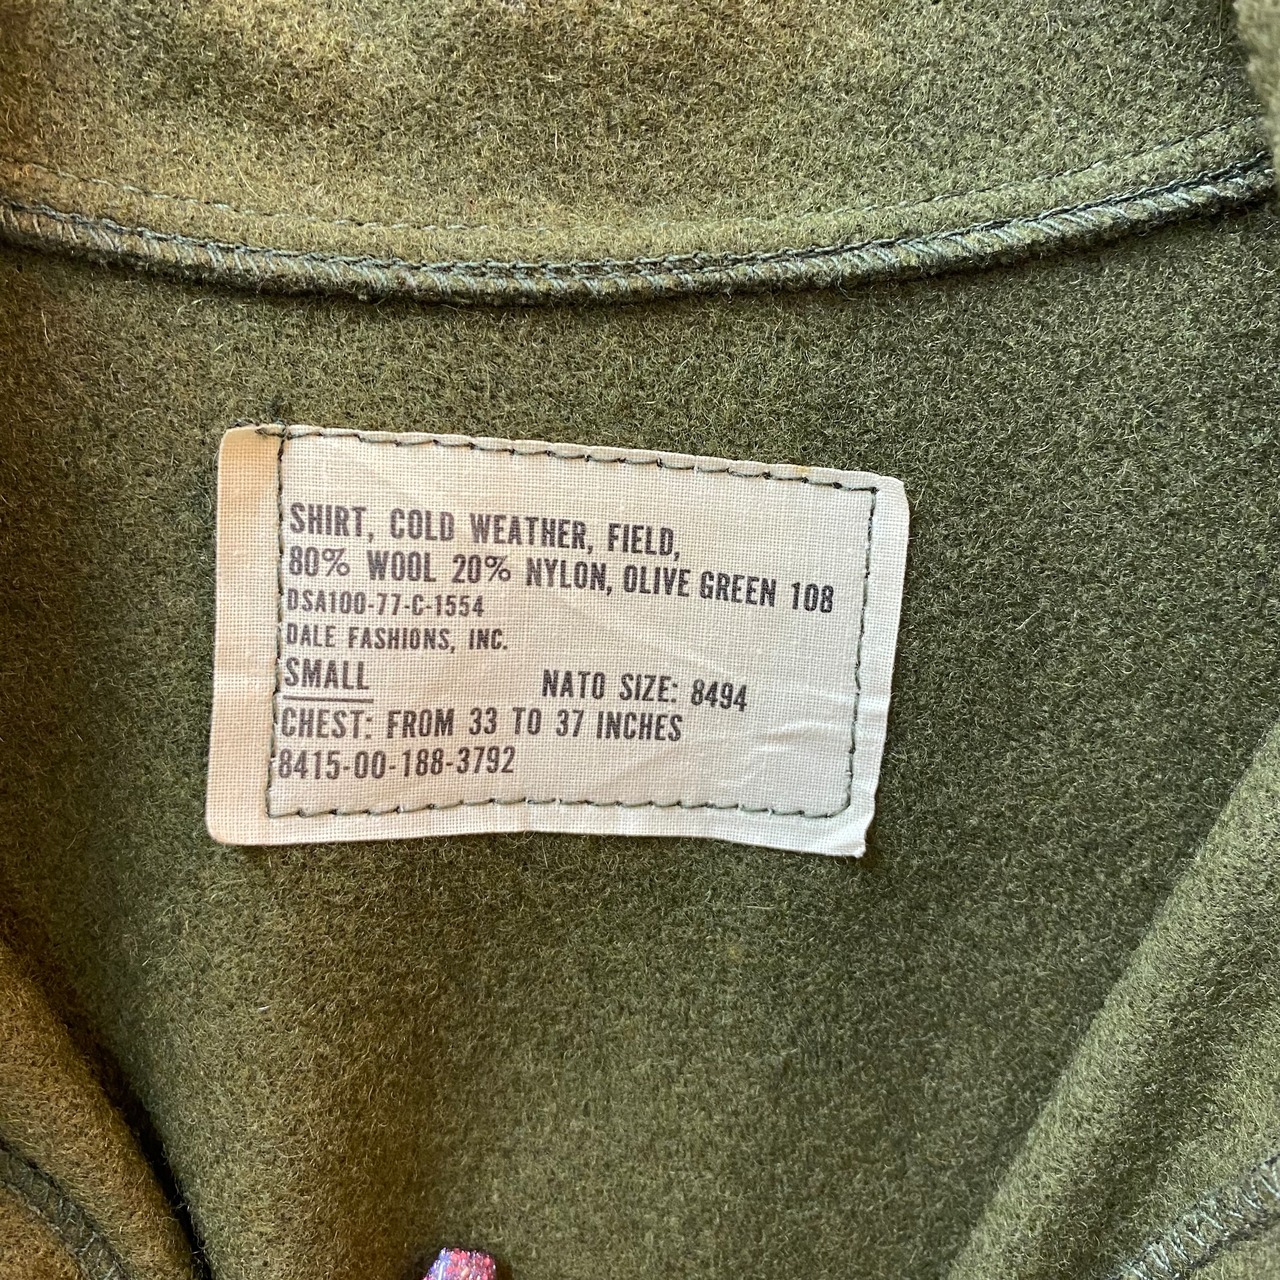 SHIRT, COLD WEATHER, FIELD,
80% WOOL 20% NYLON, OLIVE GREEN 108
DSA100-77-C-1554
DALE FASHIONS, INC.
SMALL NATO SIZE: 8494
CHEST: FROM 33 TO 37 INCHES
8415-00-188-3792